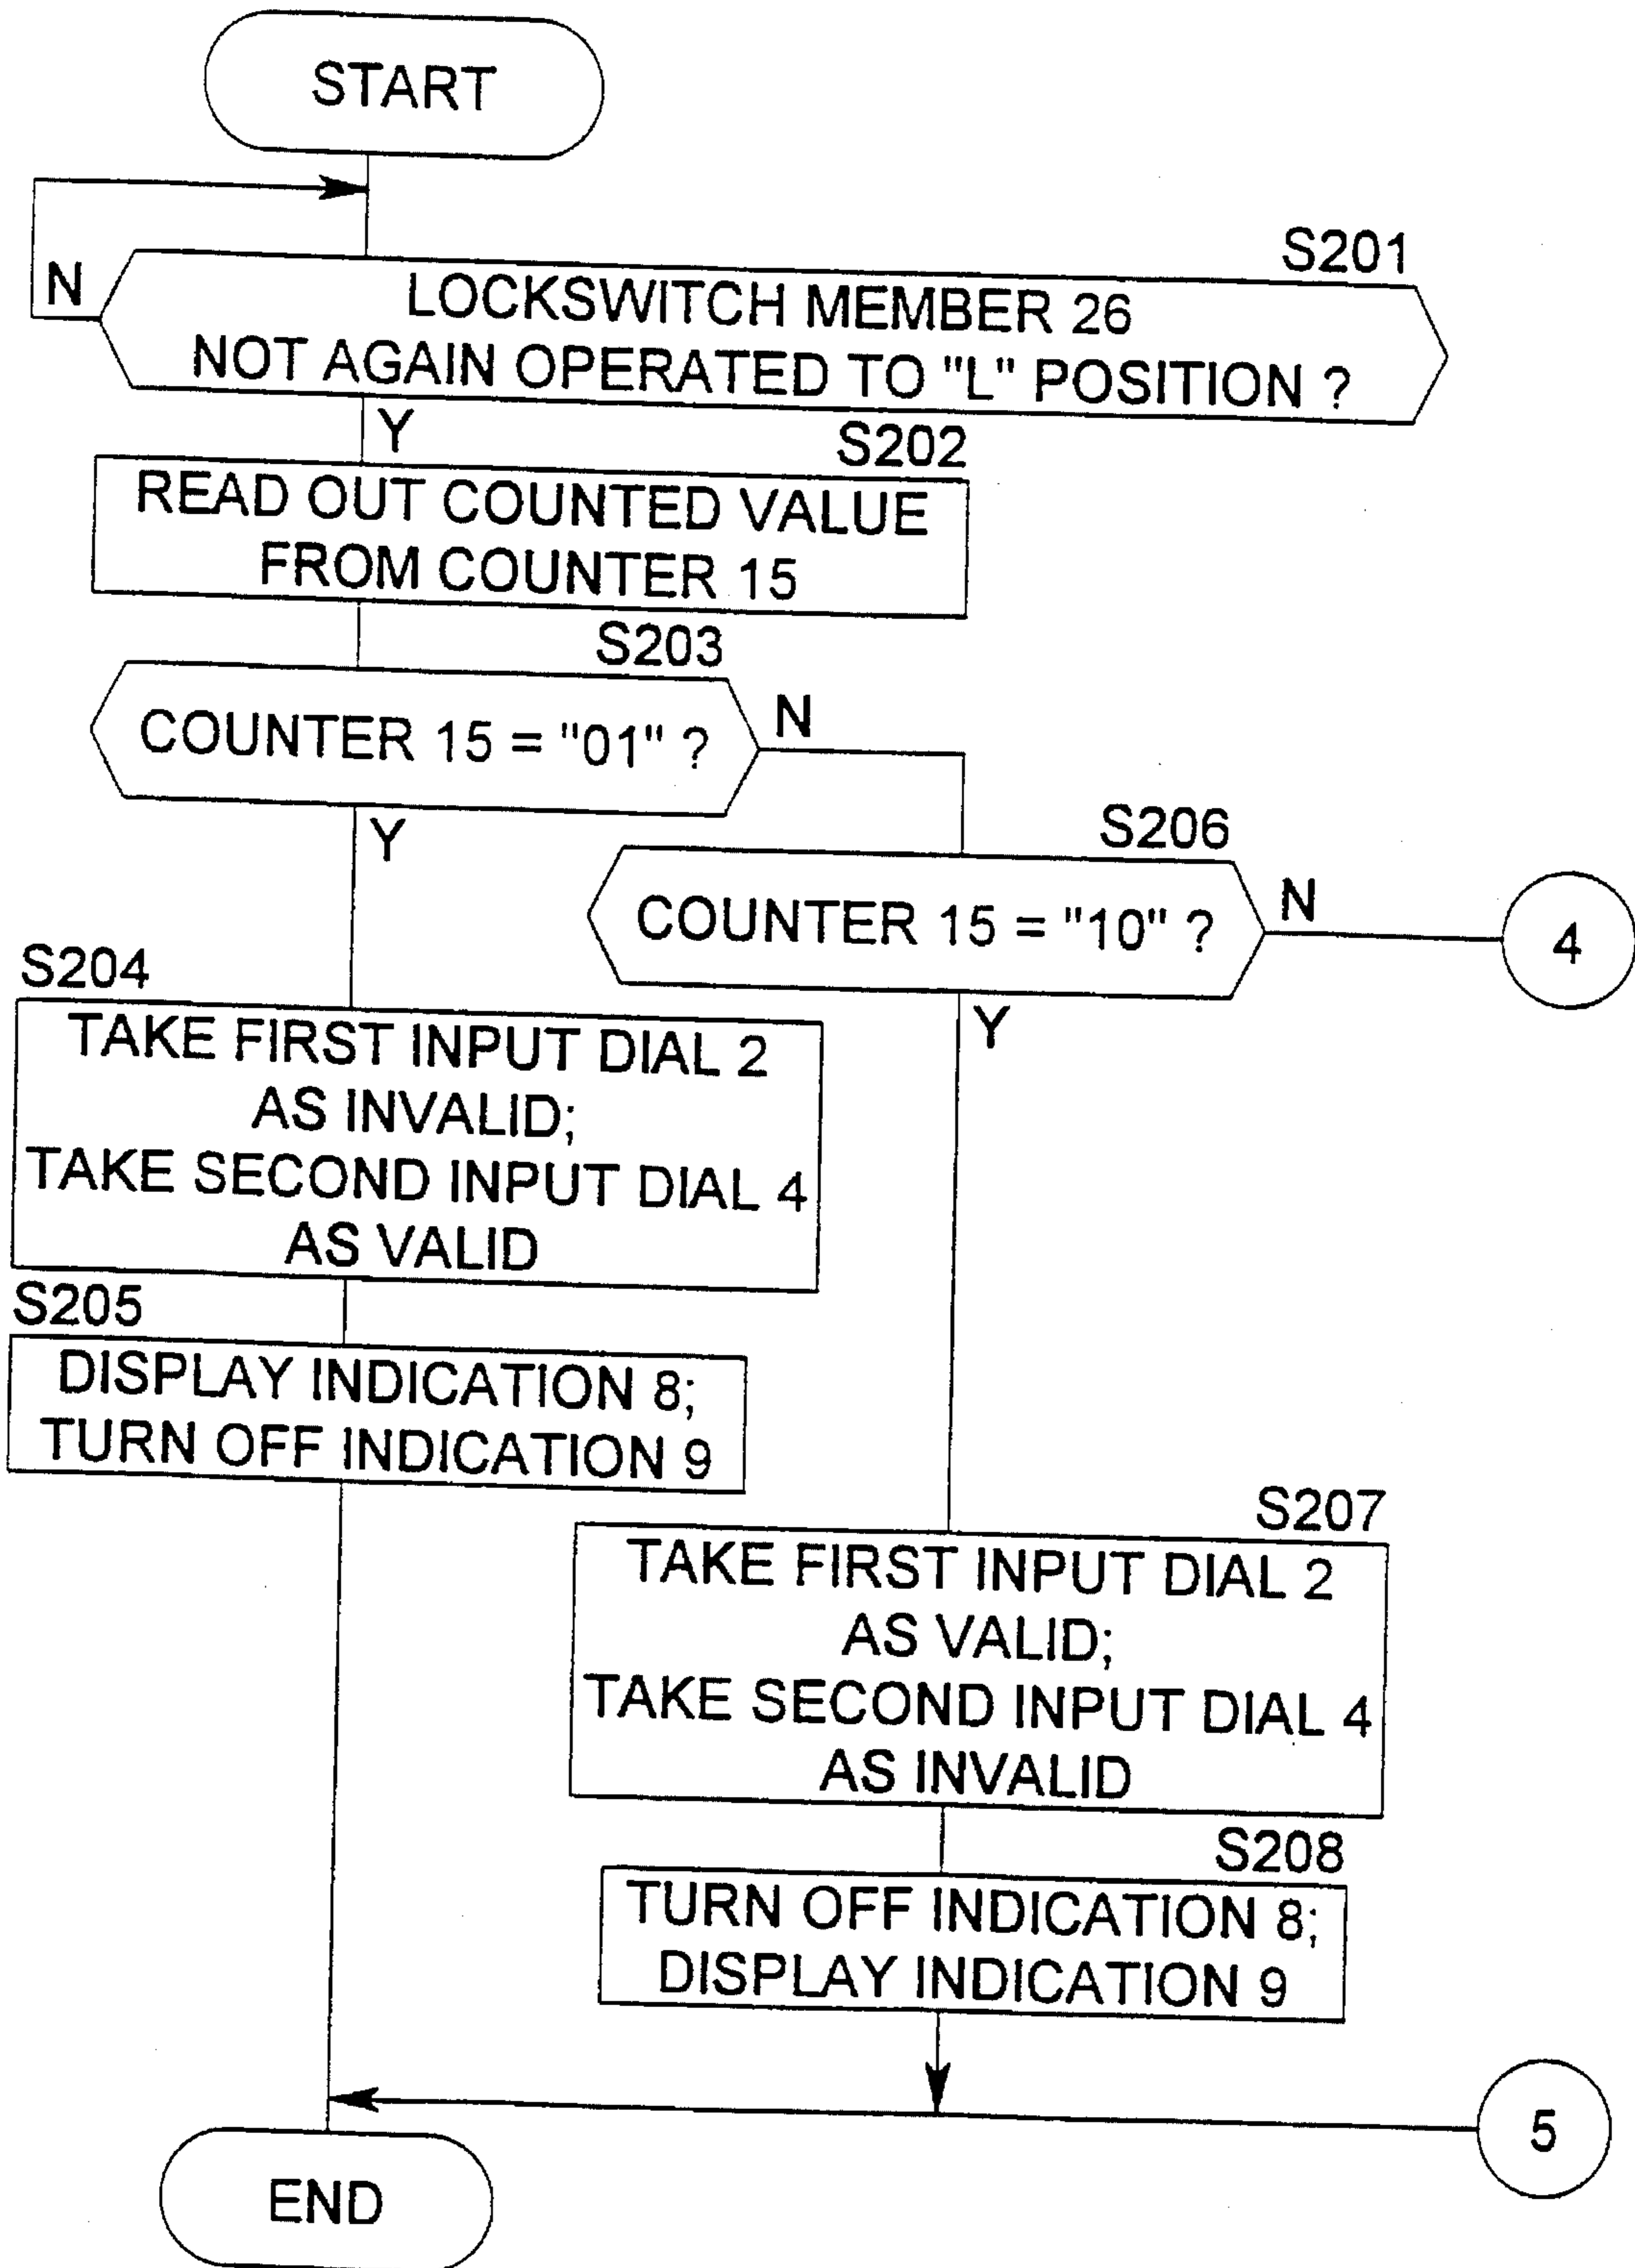 START
S201
N
LOCKSWITCH MEMBER 26
NOT AGAIN OPERATED TO "L" POSITION ?
Y
S202
READ OUT COUNTED VALUE
FROM COUNTER 15
S203
COUNTER 15 = "01" ?
N
Y
S206
COUNTER 15 = "10" ?
N
4
Y
S204
TAKE FIRST INPUT DIAL 2
AS INVALID;
TAKE SECOND INPUT DIAL 4
AS VALID
S205
DISPLAY INDICATION 8;
TURN OFF INDICATION 9
S207
TAKE FIRST INPUT DIAL 2
AS VALID;
TAKE SECOND INPUT DIAL 4
AS INVALID
S208
TURN OFF INDICATION 8;
DISPLAY INDICATION 9
5
END